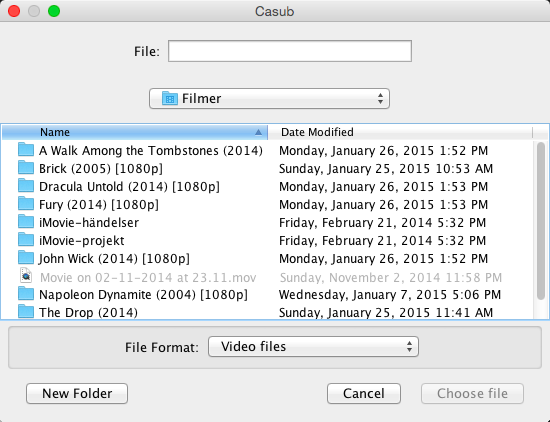 Casub
File:
Filmer
Name Date Modified
A Walk Among the Tombstones (2014) Monday, January 26, 2015 1:52 PM
Brick (2005) [1080p] Sunday, January 25, 2015 10:53 AM
Dracula Untold (2014) [1080p] Monday, January 26, 2015 1:53 PM
Fury (2014) [1080p] Monday, January 26, 2015 1:53 PM
iMovie-händelser Friday, February 21, 2014 5:32 PM
iMovie-projekt Friday, February 21, 2014 5:32 PM
John Wick (2014) [1080p] Monday, January 26, 2015 1:52 PM
Movie on 02-11-2014 at 23.11.mov Sunday, November 2, 2014 11:58 PM
Napoleon Dynamite (2004) [1080p] Wednesday, January 7, 2015 5:06 PM
The Drop (2014) Sunday, January 25, 2015 11:41 AM
File Format: Video files
New Folder Cancel Choose file